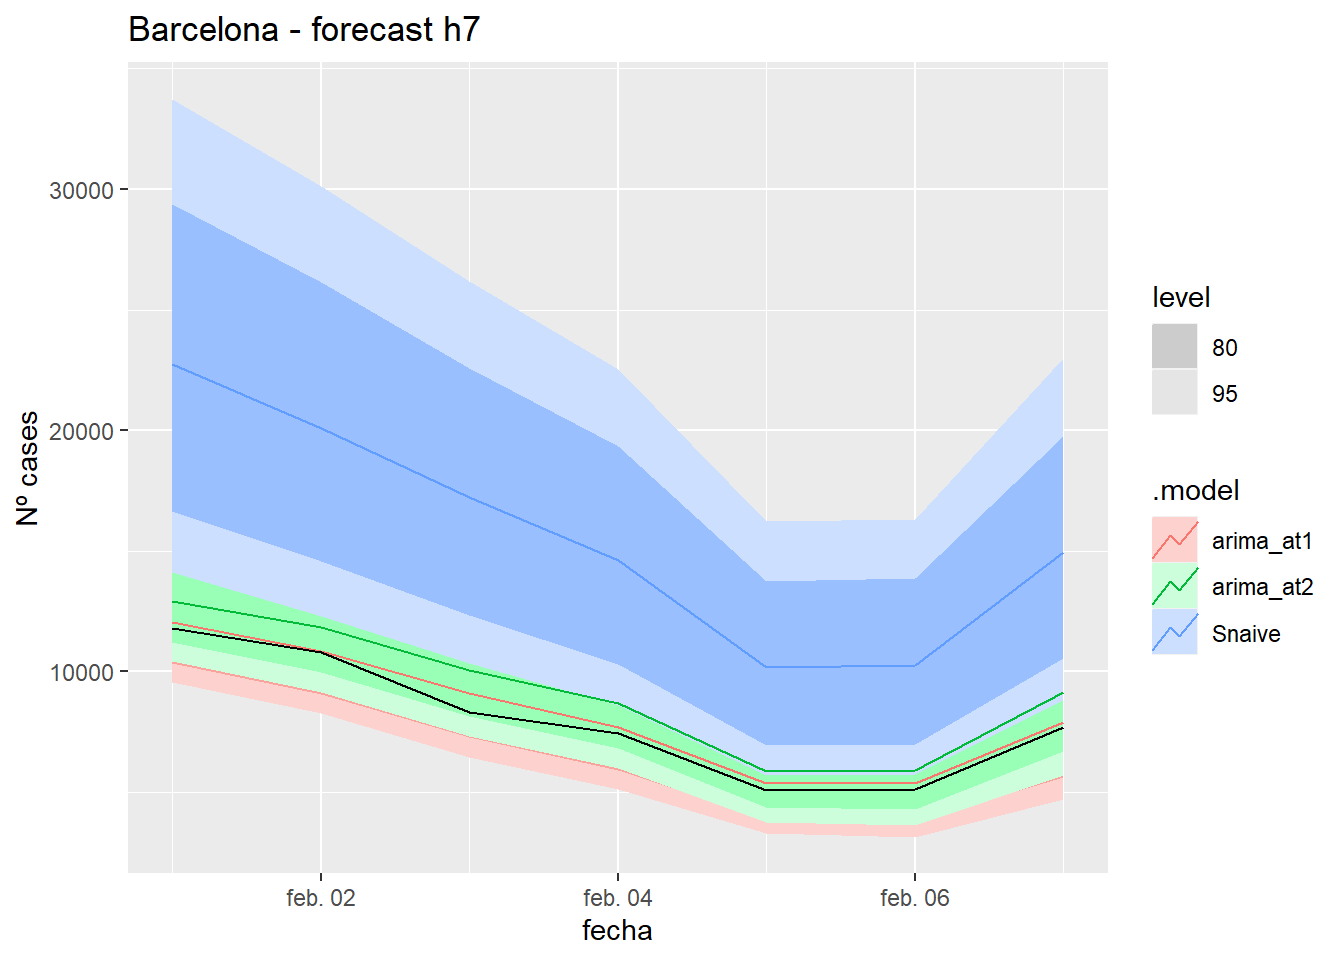 Barcelona - forecast h7
Nº cases
30000
20000
10000
feb. 02
feb. 04
feb. 06
fecha
level
80
95
.model
arima_at1
arima_at2
Snaive